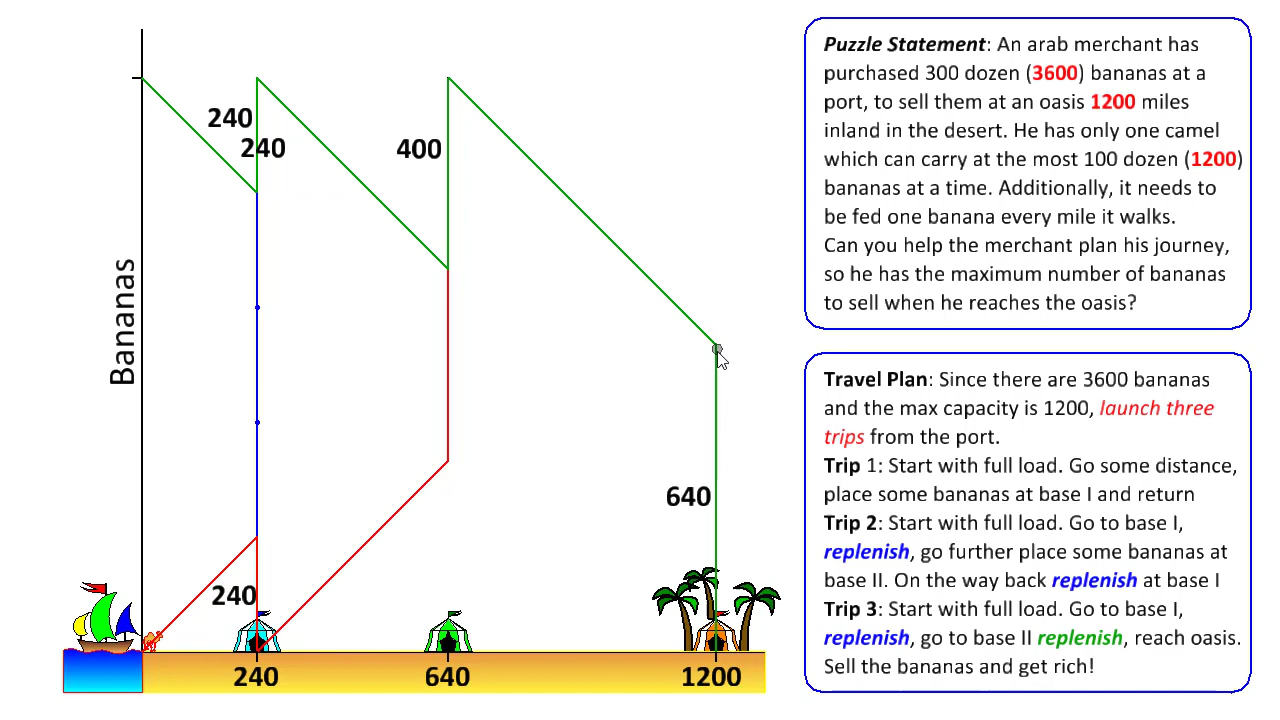 Bananas
240
240
400
640
240
240
640
1200
Puzzle Statement: An arab merchant has
purchased 300 dozen (3600) bananas at a
port, to sell them at an oasis 1200 miles
inland in the desert. He has only one camel
which can carry at the most 100 dozen (1200)
bananas at a time. Additionally, it needs to
be fed one banana every mile it walks.
Can you help the merchant plan his journey,
so he has the maximum number of bananas
to sell when he reaches the oasis?
Travel Plan: Since there are 3600 bananas
and the max capacity is 1200, launch three
trips from the port.
Trip 1: Start with full load. Go some distance,
place some bananas at base I and return
Trip 2: Start with full load. Go to base I,
replenish, go further place some bananas at
base II. On the way back replenish at base I
Trip 3: Start with full load. Go to base I,
replenish, go to base II replenish, reach oasis.
Sell the bananas and get rich!